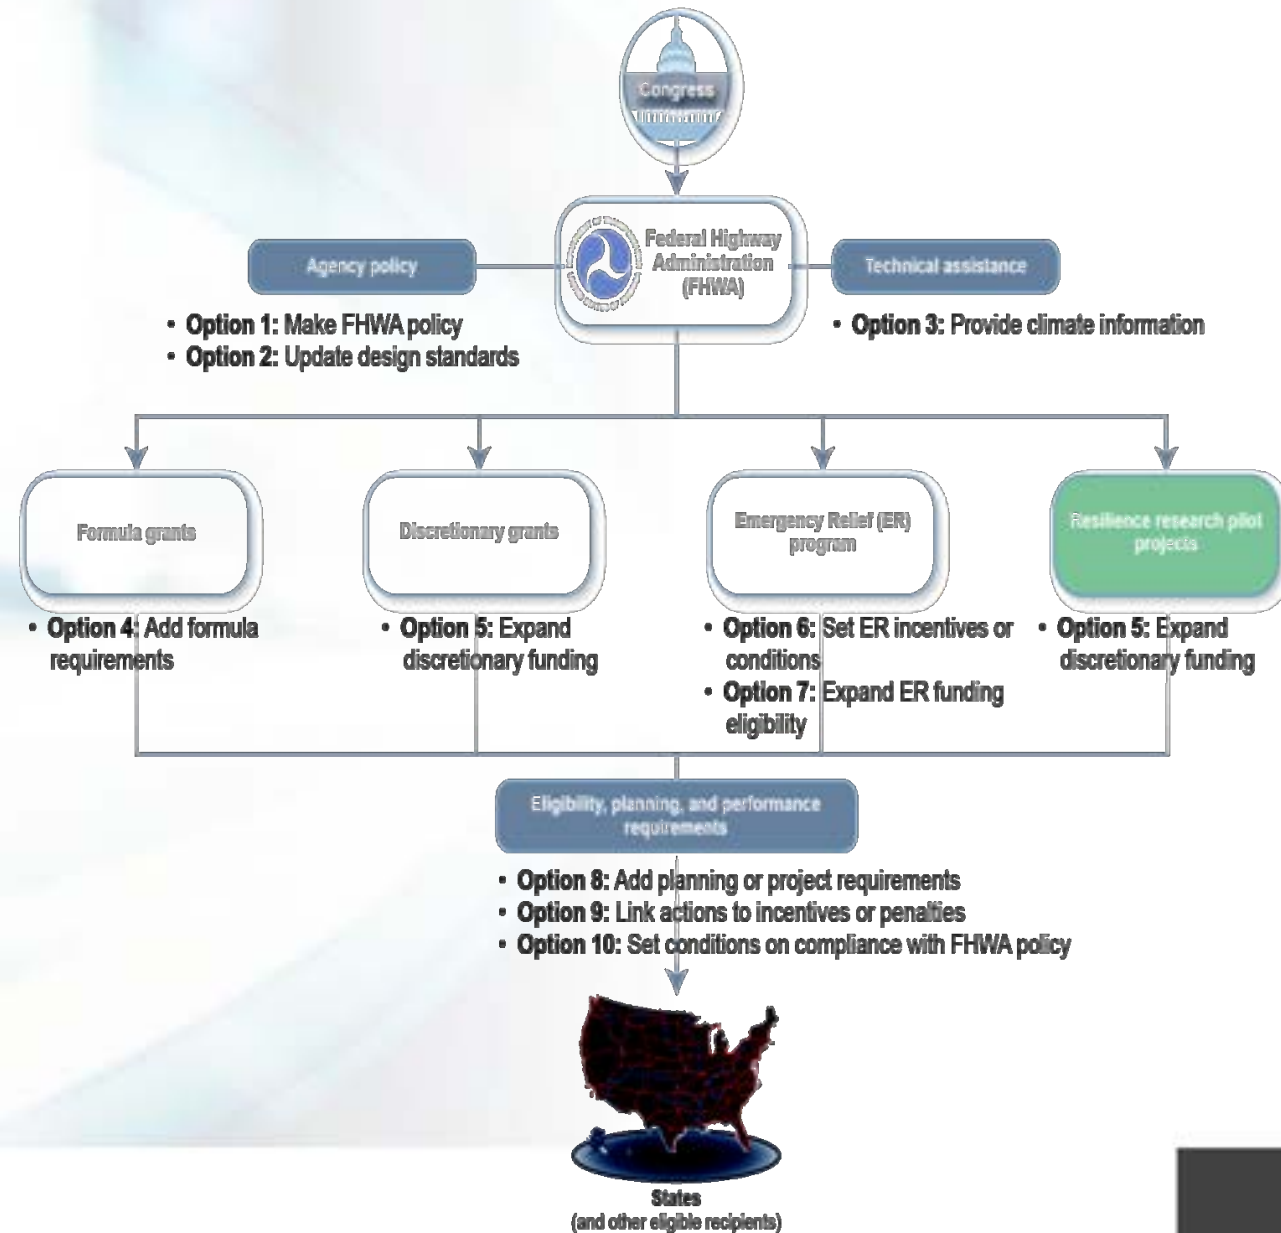 Congress
Federal Highway
Administration
(FHWA)
Agency policy
Technical assistance
• Option 1: Make FHWA policy
• Option 2: Update design standards
• Option 3: Provide climate information
Formula grants
Discretionary grants
Emergency Relief (ER)
program
Resilience research pilot
projects
• Option 4: Add formula
requirements
• Option 5: Expand
discretionary funding
• Option 6: Set ER incentives or
conditions
• Option 7: Expand ER funding
eligibility
• Option 5: Expand
discretionary funding
Eligibility, planning, and performance
requirements
• Option 8: Add planning or project requirements
• Option 9: Link actions to incentives or penalties
• Option 10: Set conditions on compliance with FHWA policy
States
(and other eligible recipients)